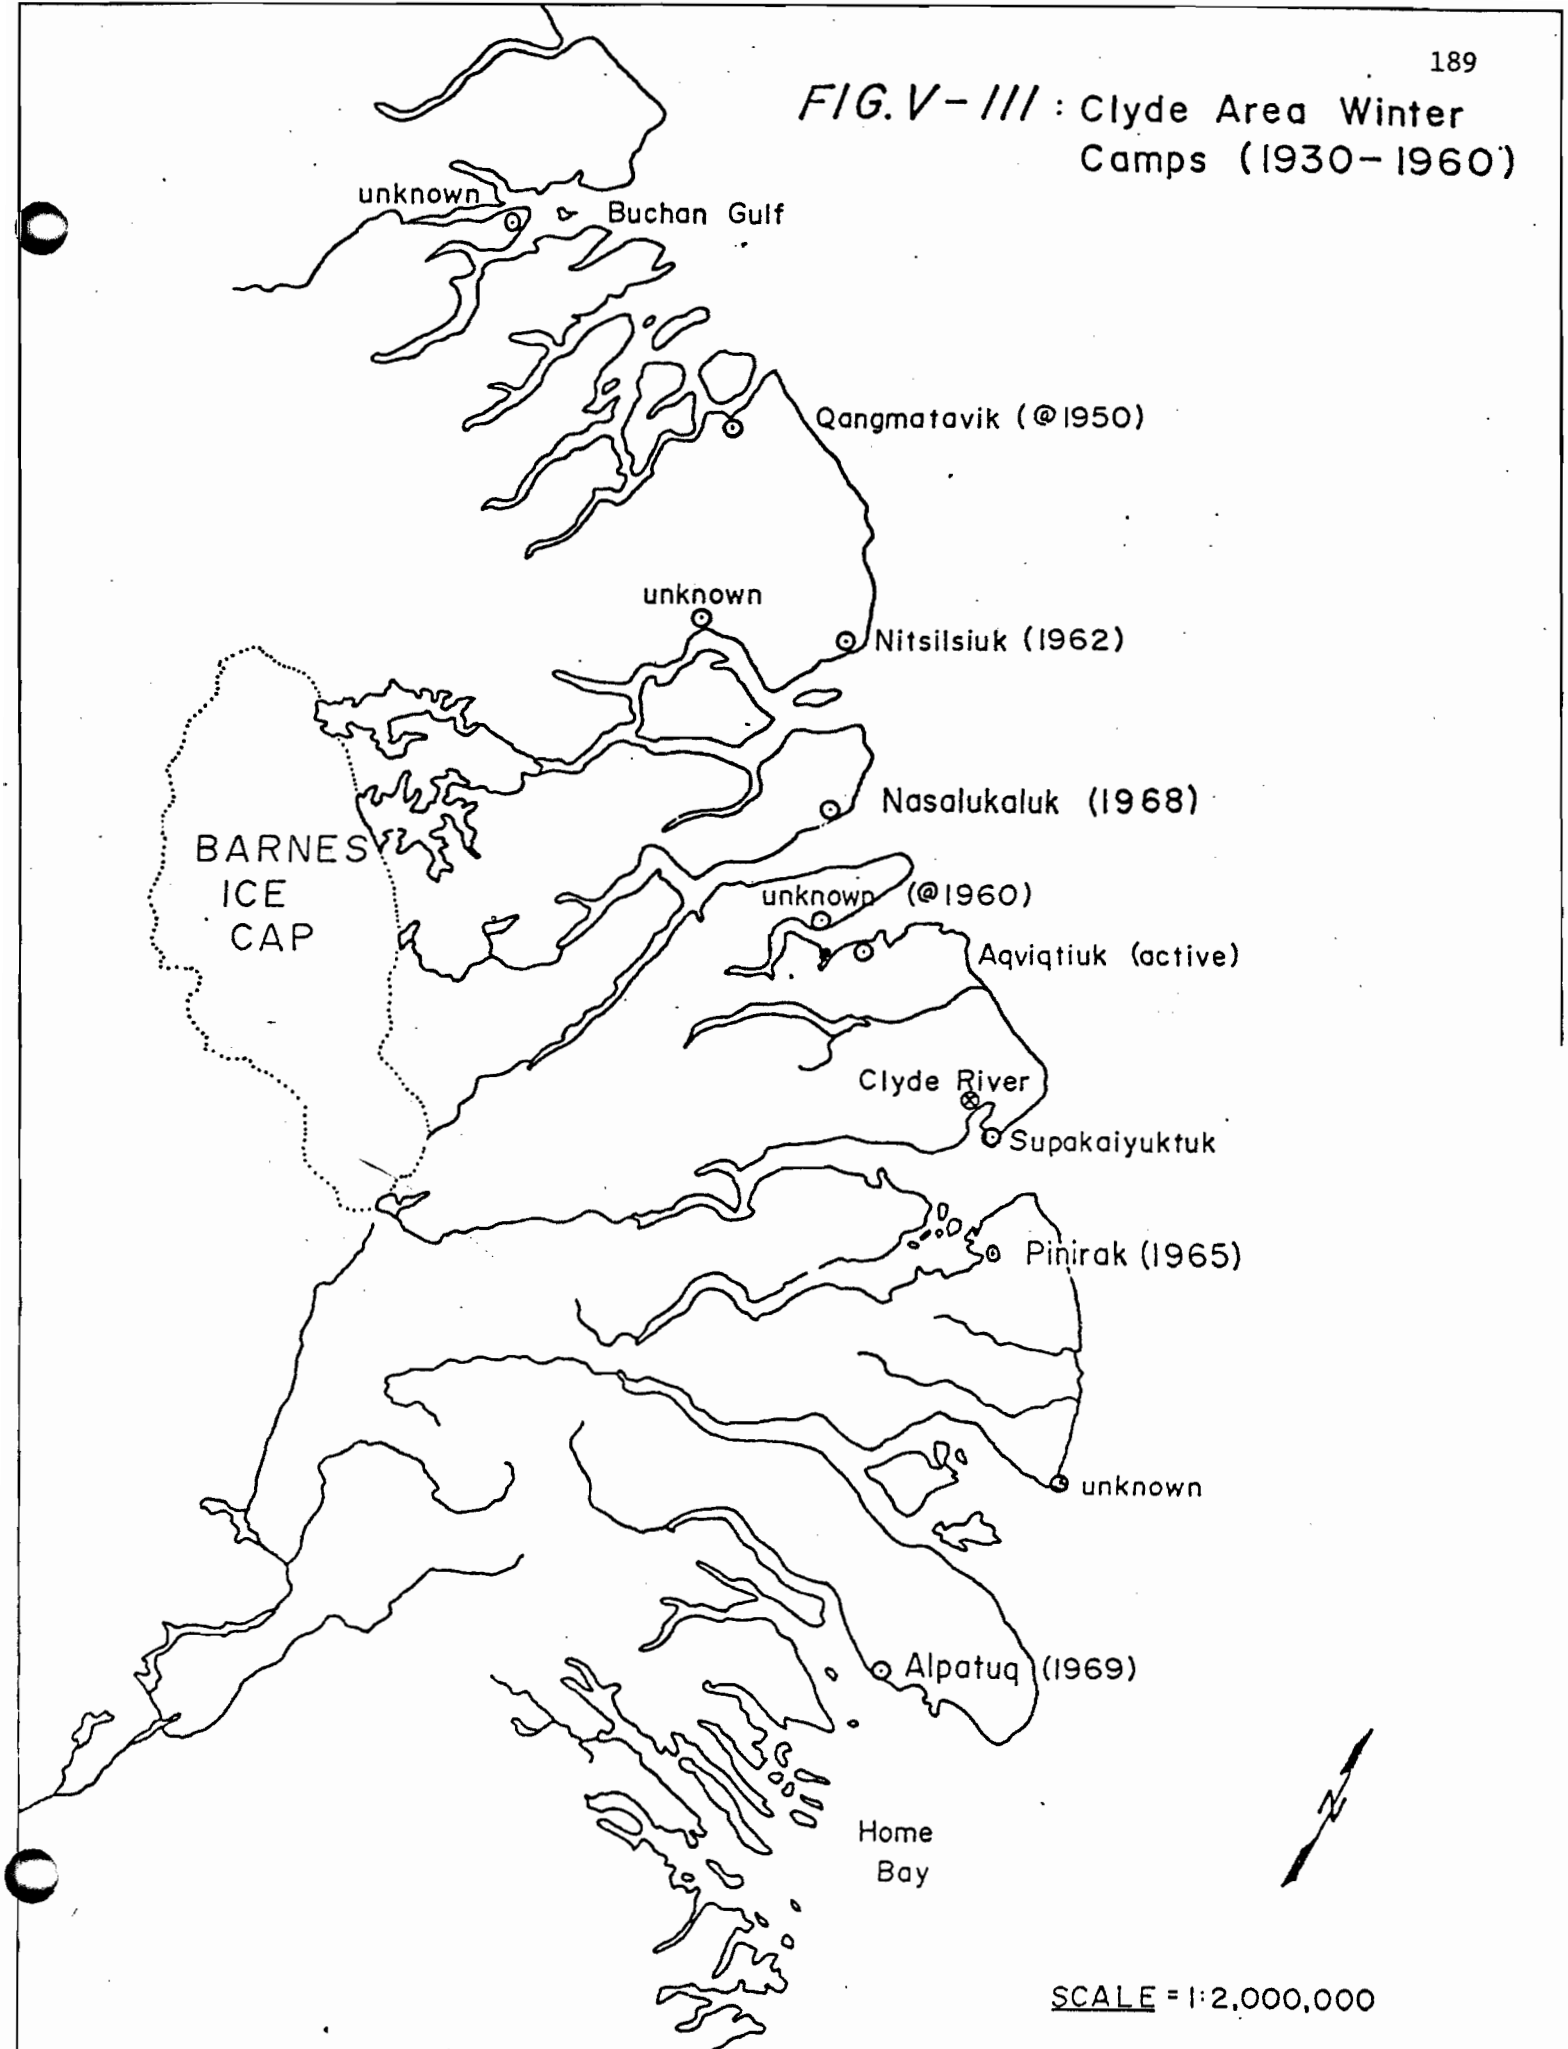 189
FIG. V-III : Clyde Area Winter
Camps (1930-1960)
unknown
Buchan Gulf
Qangmatavik (@1950)
unknown
Nitsilsiuk (1962)
Nasalukaluk (1968)
BARNES
ICE
CAP
unknown (@1960)
Aqviqtiuk (active)
Clyde River
Supakaiyuktuk
Pinirak (1965)
unknown
Alpatuq (1969)
Home
Bay
N
SCALE = 1:2,000,000